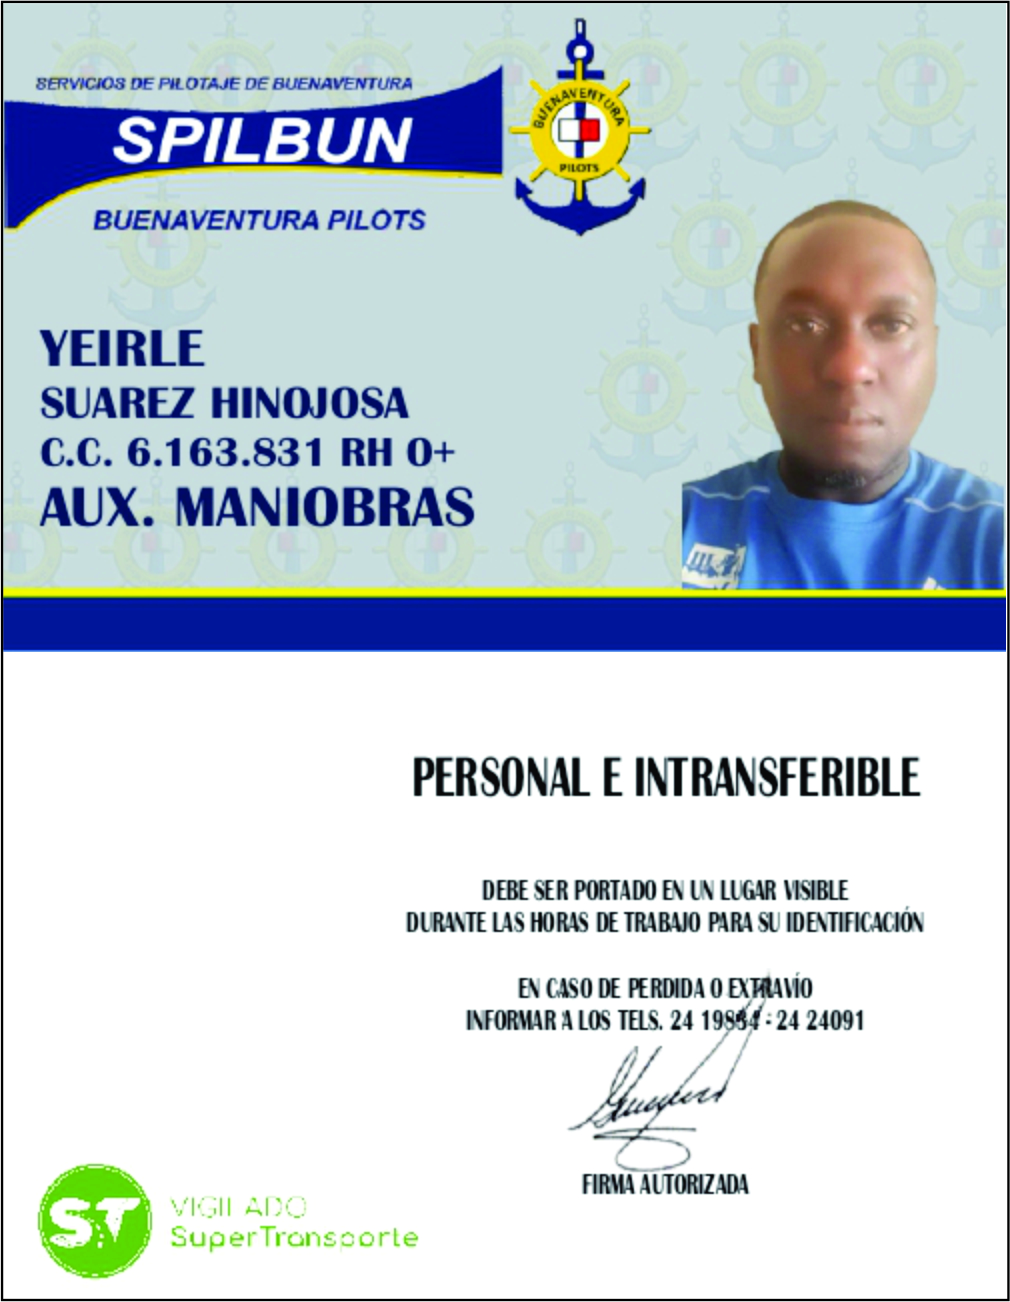 SERVICIOS DE PILOTAJE DE BUENAVENTURA
SPILBUN
BUENAVENTURA PILOTS
BUENAVENTURA
PILOTS
YEIRLE
SUAREZ HINOJOSA
C.C. 6.163.831 RH O+
AUX. MANIOBRAS
PERSONAL E INTRANSFERIBLE
DEBE SER PORTADO EN UN LUGAR VISIBLE
DURANTE LAS HORAS DE TRABAJO PARA SU IDENTIFICACIÓN
EN CASO DE PERDIDA O EXTRAVÍO
INFORMAR A LOS TELS. 24 19834 - 24 24091
FIRMA AUTORIZADA
ST
VIGILADO
SuperTransporte